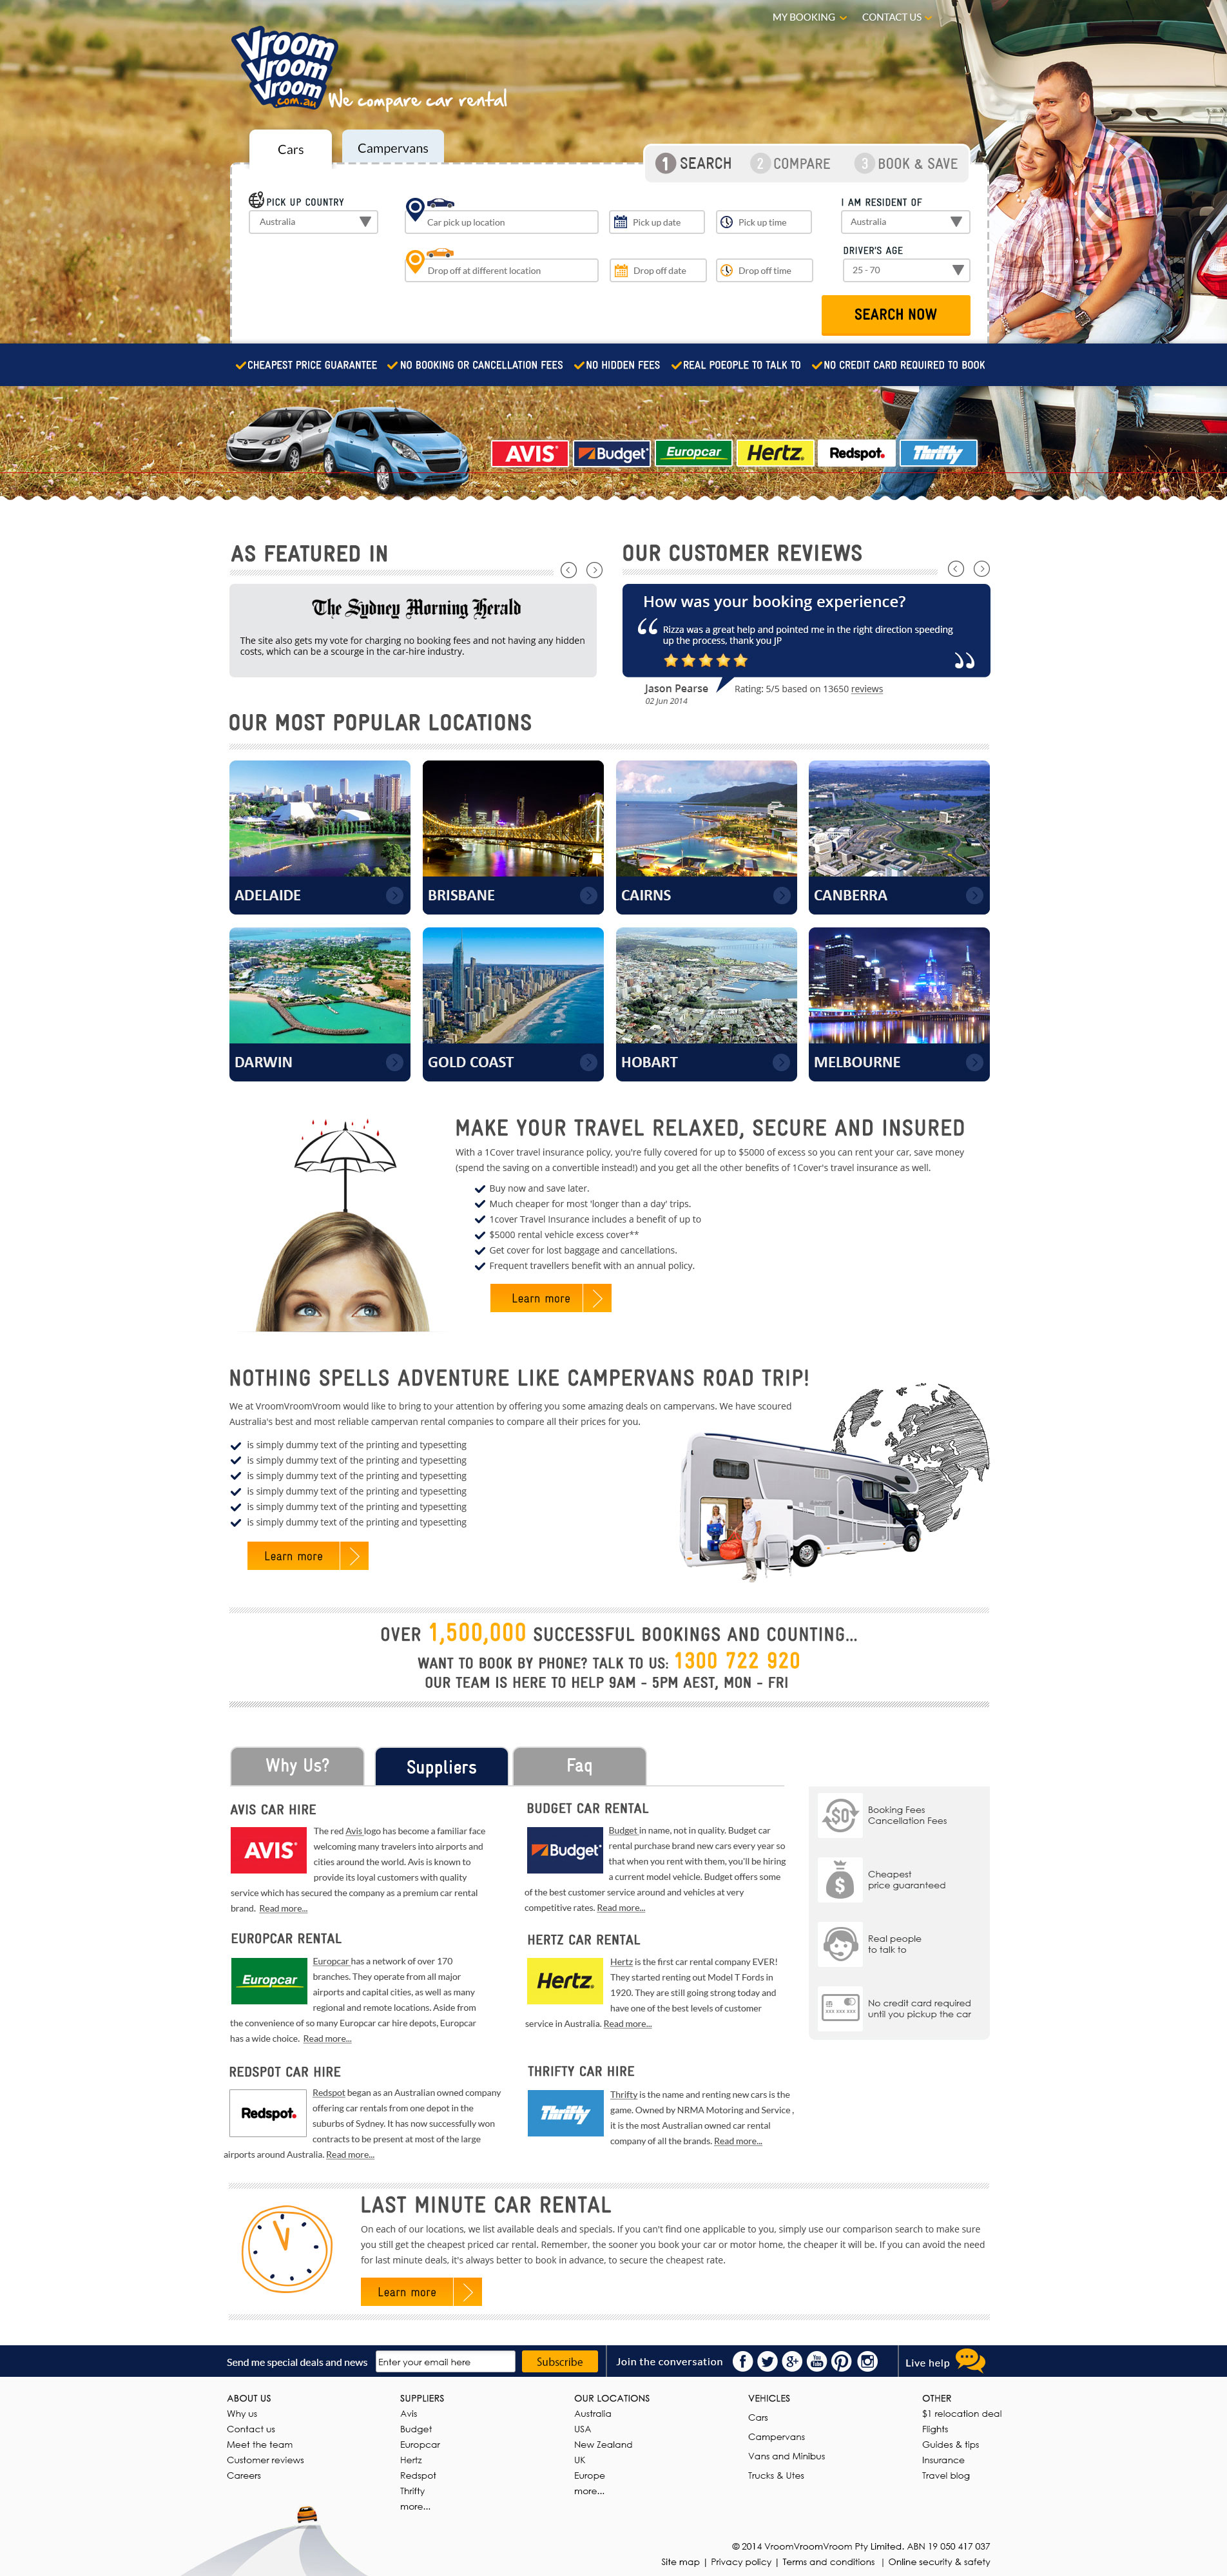 MY BOOKING CONTACT US
Vroom
Vroom
Vroom
.com.au
We compare car rental
Cars Campervans
1 SEARCH 2 COMPARE 3 BOOK & SAVE
PICK UP COUNTRY
Australia
Car pick up location
Pick up date
Pick up time
I AM RESIDENT OF
Australia
Drop off at different location
Drop off date
Drop off time
DRIVER'S AGE
25 - 70
SEARCH NOW
CHEAPEST PRICE GUARANTEE NO BOOKING OR CANCELLATION FEES NO HIDDEN FEES REAL POEOPLE TO TALK TO NO CREDIT CARD REQUIRED TO BOOK
AVIS Budget Europcar Hertz Redspot Thrifty
AS FEATURED IN
The Sydney Morning Herald
The site also gets my vote for charging no booking fees and not having any hidden
costs, which can be a scourge in the car-hire industry.
OUR CUSTOMER REVIEWS
How was your booking experience?
Rizza was a great help and pointed me in the right direction speeding
up the process, thank you JP
Jason Pearse
02 Jun 2014
Rating: 5/5 based on 13650 reviews
OUR MOST POPULAR LOCATIONS
ADELAIDE
BRISBANE
CAIRNS
CANBERRA
DARWIN
GOLD COAST
HOBART
MELBOURNE
MAKE YOUR TRAVEL RELAXED, SECURE AND INSURED
With a 1Cover travel insurance policy, you're fully covered for up to $5000 of excess so you can rent your car, save money
(spend the saving on a convertible instead!) and you get all the other benefits of 1Cover's travel insurance as well.
Buy now and save later.
Much cheaper for most 'longer than a day' trips.
1cover Travel Insurance includes a benefit of up to
$5000 rental vehicle excess cover**
Get cover for lost baggage and cancellations.
Frequent travellers benefit with an annual policy.
Learn more
NOTHING SPELLS ADVENTURE LIKE CAMPERVANS ROAD TRIP!
We at VroomVroomVroom would like to bring to your attention by offering you some amazing deals on campervans. We have scoured
Australia's best and most reliable campervan rental companies to compare all their prices for you.
is simply dummy text of the printing and typesetting
is simply dummy text of the printing and typesetting
is simply dummy text of the printing and typesetting
is simply dummy text of the printing and typesetting
is simply dummy text of the printing and typesetting
is simply dummy text of the printing and typesetting
Learn more
OVER 1,500,000 SUCCESSFUL BOOKINGS AND COUNTING...
WANT TO BOOK BY PHONE? TALK TO US: 1300 722 920
OUR TEAM IS HERE TO HELP 9AM - 5PM AEST, MON - FRI
Why Us? Suppliers Faq
AVIS CAR HIRE
AVIS
The red Avis logo has become a familiar face
welcoming many travelers into airports and
cities around the world. Avis is known to
provide its loyal customers with quality
service which has secured the company as a premium car rental
brand. Read more...
BUDGET CAR RENTAL
Budget
Budget in name, not in quality. Budget car
rental purchase brand new cars every year so
that when you rent with them, you'll be hiring
a current model vehicle. Budget offers some
of the best customer service around and vehicles at very
competitive rates. Read more...
EUROPCAR RENTAL
Europcar
Europcar has a network of over 170
branches. They operate from all major
airports and capital cities, as well as many
regional and remote locations. Aside from
the convenience of so many Europcar car hire depots, Europcar
has a wide choice. Read more...
HERTZ CAR RENTAL
Hertz
Hertz is the first car rental company EVER!
They started renting out Model T Fords in
1920. They are still going strong today and
have one of the best levels of customer
service in Australia. Read more...
REDSPOT CAR HIRE
Redspot
Redspot began as an Australian owned company
offering car rentals from one depot in the
suburbs of Sydney. It has now successfully won
contracts to be present at most of the large
airports around Australia. Read more...
THRIFTY CAR HIRE
Thrifty
Thrifty is the name and renting new cars is the
game. Owned by NRMA Motoring and Service ,
it is the most Australian owned car rental
company of all the brands. Read more...
$0
Booking Fees
Cancellation Fees
$
Cheapest
price guaranteed
Real people
to talk to
XXX XXX XXX
No credit card required
until you pickup the car
LAST MINUTE CAR RENTAL
On each of our locations, we list available deals and specials. If you can't find one applicable to you, simply use our comparison search to make sure
you still get the cheapest priced car rental. Remember, the sooner you book your car or motor home, the cheaper it will be. If you can avoid the need
for last minute deals, it's always better to book in advance, to secure the cheapest rate.
Learn more
Send me special deals and news Enter your email here Subscribe Join the conversation You Tube Live help
ABOUT US
Why us
Contact us
Meet the team
Customer reviews
Careers
SUPPLIERS
Avis
Budget
Europcar
Hertz
Redspot
Thrifty
more...
OUR LOCATIONS
Australia
USA
New Zealand
UK
Europe
more...
VEHICLES
Cars
Campervans
Vans and Minibus
Trucks & Utes
OTHER
$1 relocation deal
Flights
Guides & tips
Insurance
Travel blog
© 2014 VroomVroomVroom Pty Limited. ABN 19 050 417 037
Site map | Privacy policy | Terms and conditions | Online security & safety